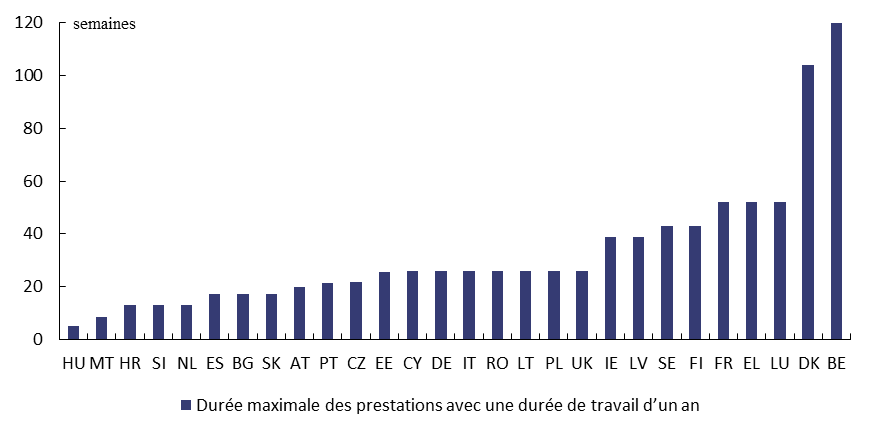 semaines
120
100
80
60
40
20
0
HU MT HR SI NL ES BG SK AT PT CZ EE CY DE IT RO LT PL UK IE LV SE FI FR EL LU DK BE
Durée maximale des prestations avec une durée de travail d’un an